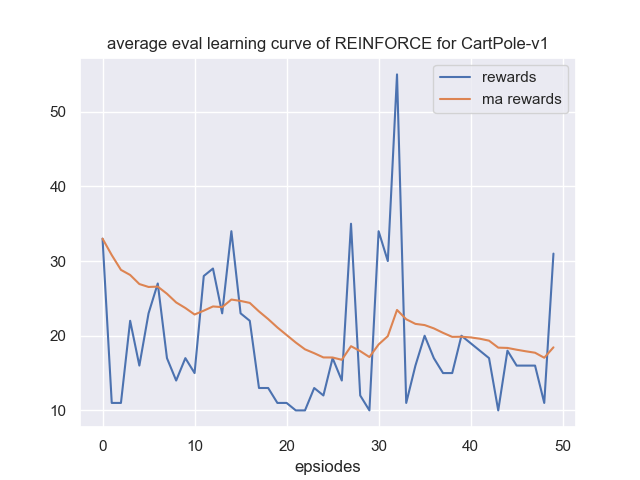 average eval learning curve of REINFORCE for CartPole-v1
rewards
ma rewards
50
40
30
20
10
0 10 20 30 40 50
epsiodes